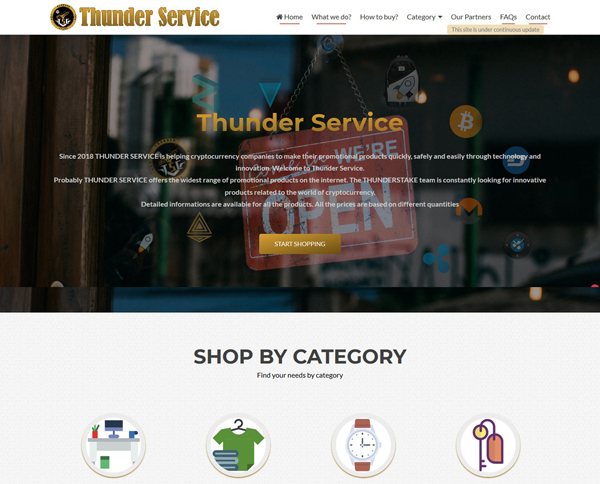 Thunder Service
Home What we do? How to buy? Category Our Partners FAQs Contact
This site is under continuous update
Thunder Service
WE'RE
OPEN
Since 2018 THUNDER SERVICE is helping cryptocurrency companies to make their promotional products quickly, safely and easily through technology and
Innovation. Welcome to Thunder Service.
Probably THUNDER SERVICE offers the widest range of promotional products on the internet. The THUNDERSTAKE team is constantly looking for innovative
products related to the world of cryptocurrency.
Detailed informations are available for all the products. All the prices are based on different quantities
START SHOPPING
SHOP BY CATEGORY
Find your needs by category